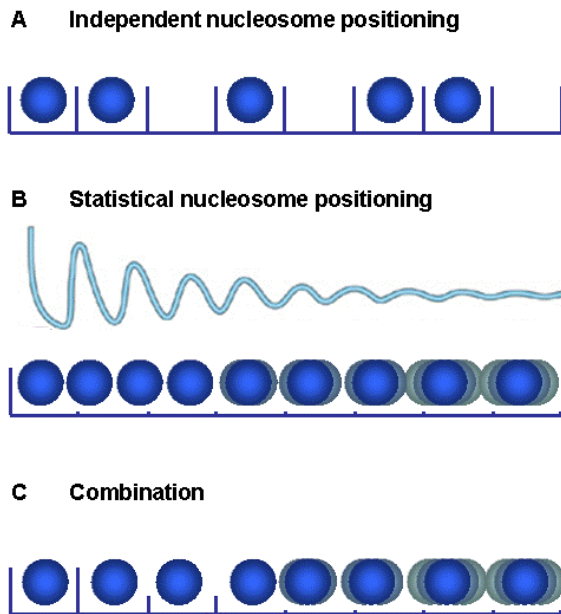 A Independent nucleosome positioning
B Statistical nucleosome positioning
C Combination